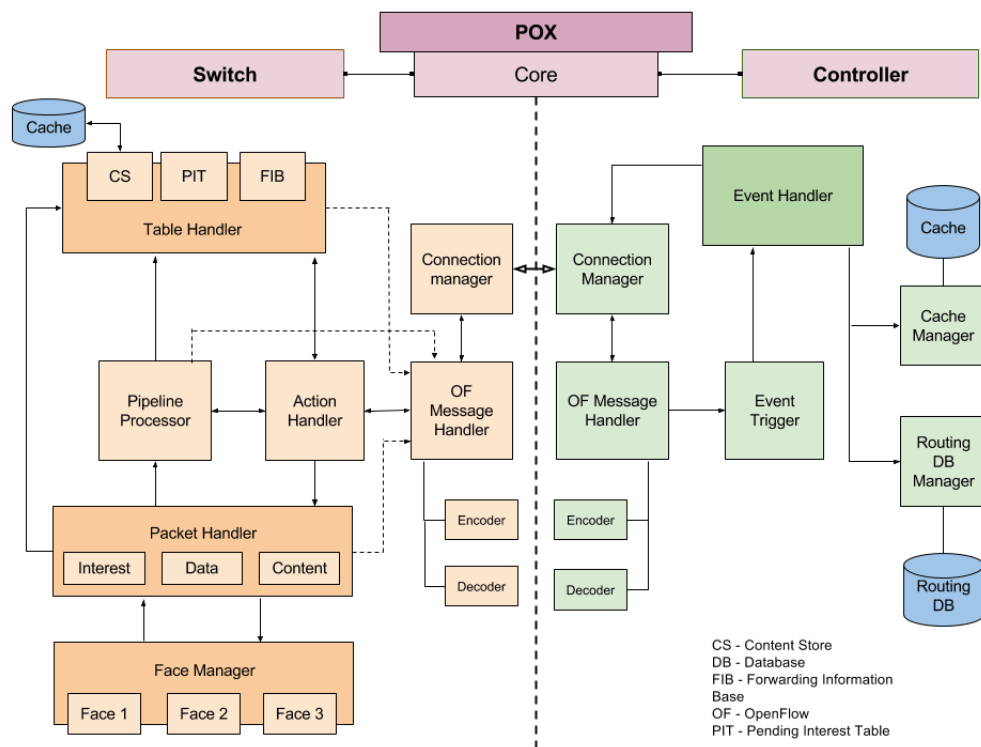 POX
Switch
Core
Controller
Cache
CS
PIT
FIB
Table Handler
Event Handler
Cache
Connection
manager
Connection
Manager
Cache
Manager
Pipeline
Processor
Action
Handler
OF
Message
Handler
OF Message
Handler
Event
Trigger
Routing
DB
Manager
Packet Handler
Interest
Data
Content
Encoder
Encoder
Decoder
Decoder
Routing
DB
Face Manager
Face 1
Face 2
Face 3
CS - Content Store
DB - Database
FIB - Forwarding Information
Base
OF - OpenFlow
PIT - Pending Interest Table